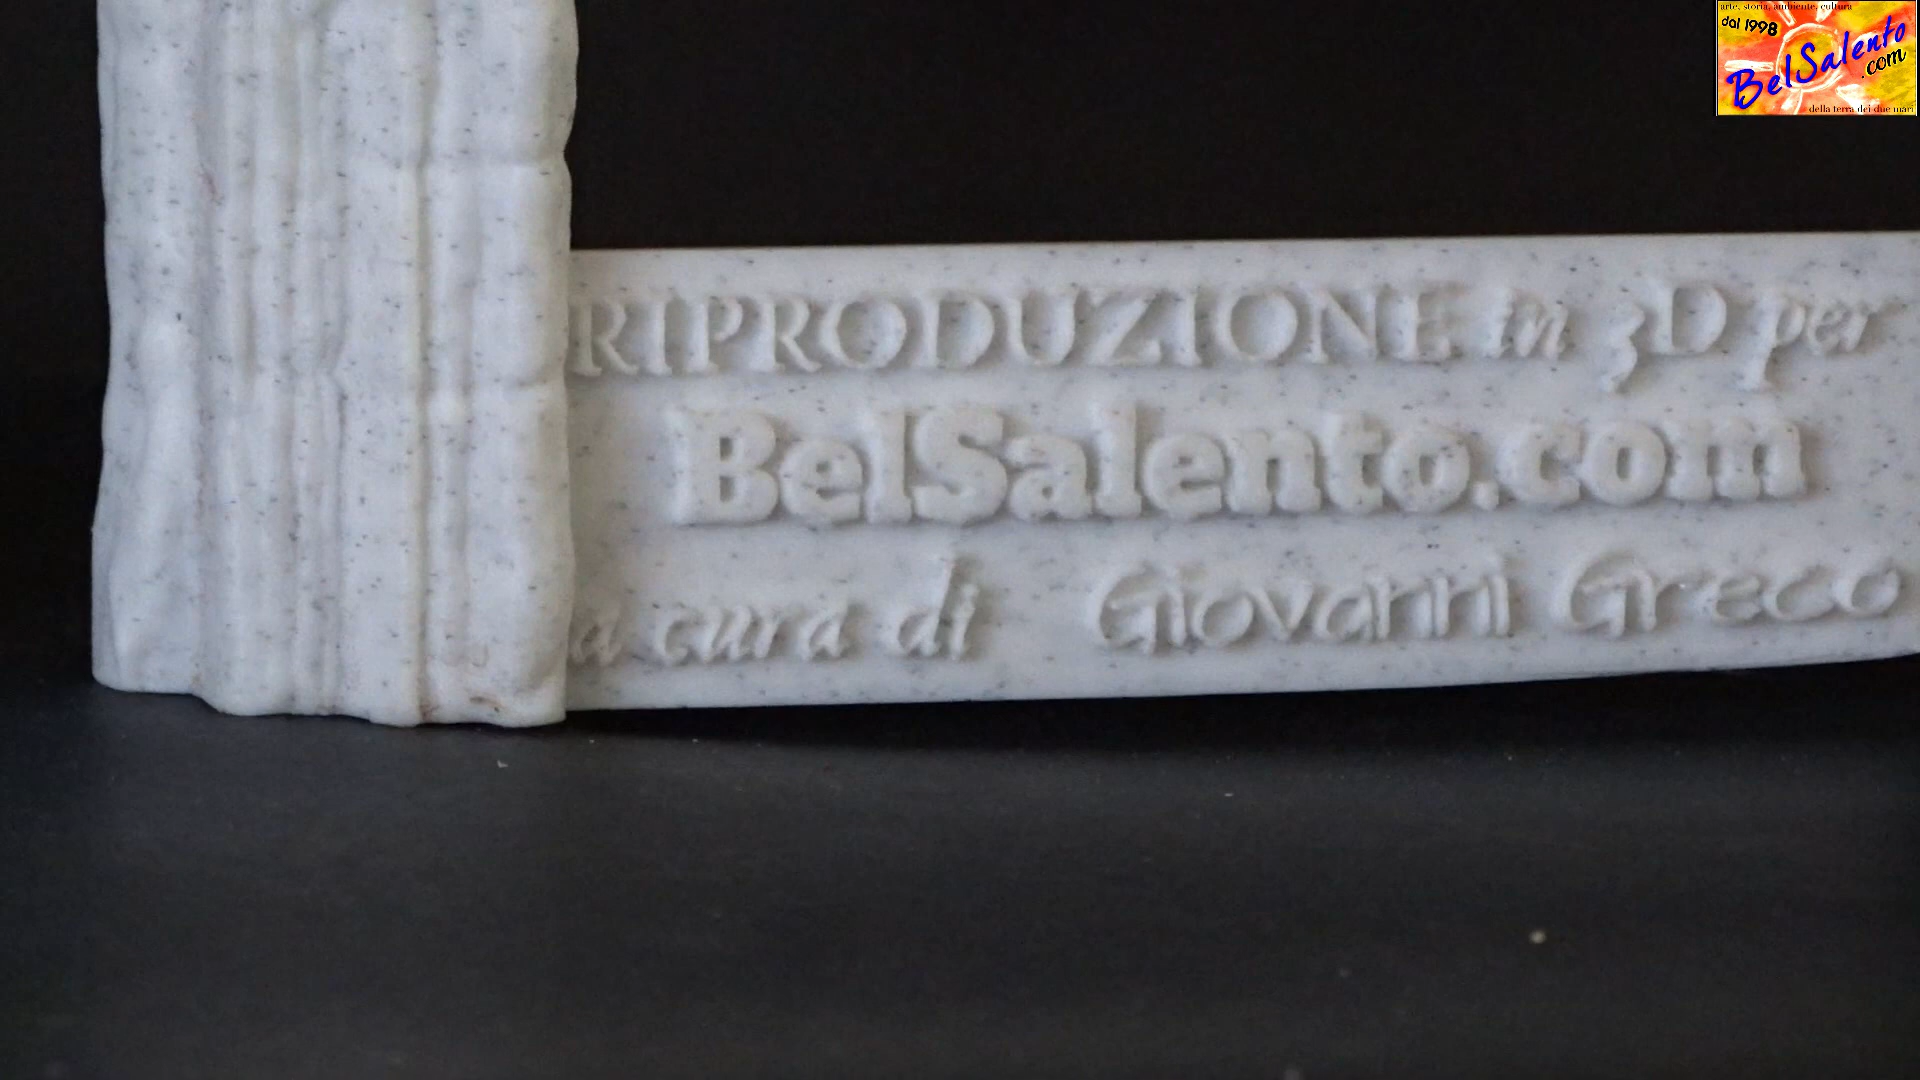 arte, storia, ambiente, cultura
dal 1998
BelSalento
.com
della terra dei due mari
RIPRODUZIONE in 3D per
BelSalento.com
a cura di Giovanni Greco